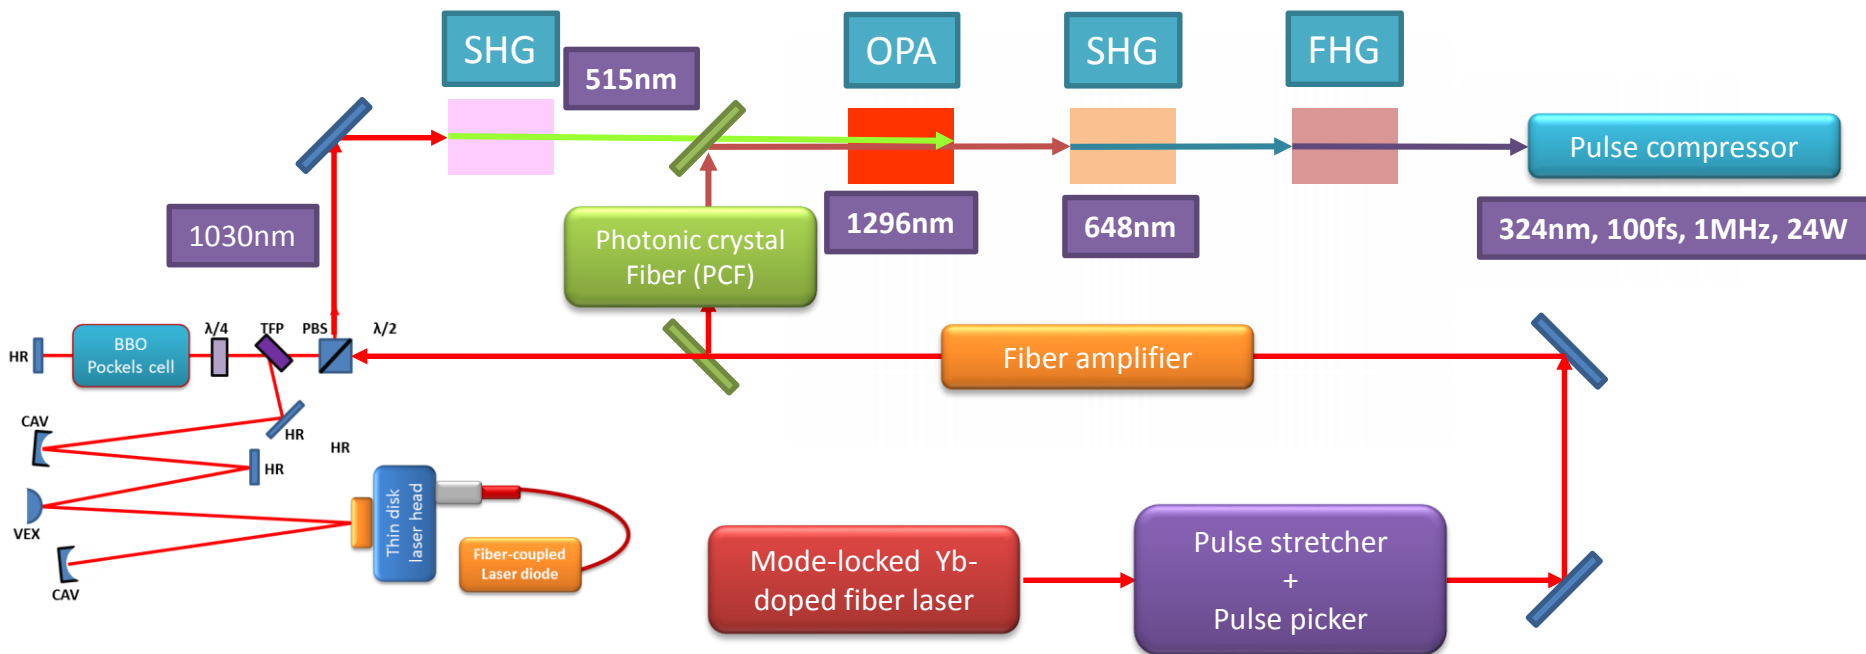 SHG
OPA
SHG
FHG
515nm
Pulse compressor
1030nm
1296nm
648nm
324nm, 100fs, 1MHz, 24W
Photonic crystal
Fiber (PCF)
λ/4
TFP
PBS
λ/2
HR
BBO
Pockels cell
Fiber amplifier
CAV
HR
HR
HR
VEX
CAV
Thin disk
laser head
Fiber-coupled
Laser diode
Mode-locked Yb-
doped fiber laser
Pulse stretcher
+
Pulse picker